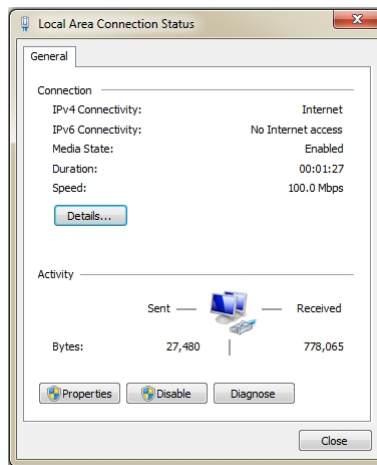 Local Area Connection Status
General
Connection
IPv4 Connectivity: Internet
IPv6 Connectivity: No Internet access
Media State: Enabled
Duration: 00:01:27
Speed: 100.0 Mbps
Details...
Activity
Sent Received
Bytes: 27,480 778,065
Properties Disable Diagnose
Close